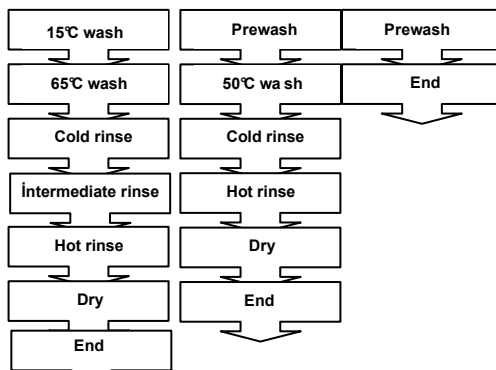 15°C wash
65°C wash
Cold rinse
İntermediate rinse
Hot rinse
Dry
End
Prewash
50°C wa sh
Cold rinse
Hot rinse
Dry
End
Prewash
End